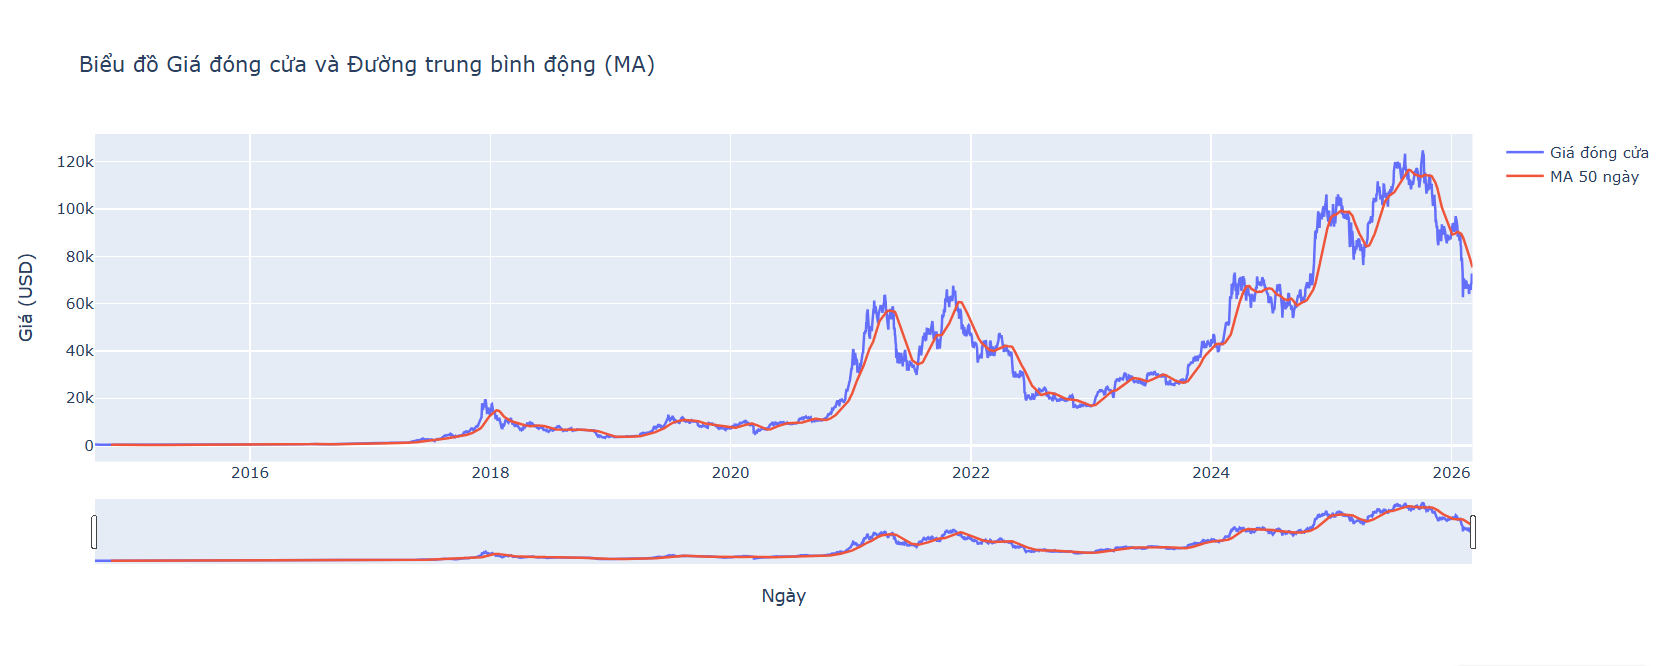 Biểu đồ Giá đóng cửa và Đường trung bình động (MA)
Giá đóng cửa
MA 50 ngày
Giá (USD)
120k
100k
80k
60k
40k
20k
0
2016
2018
2020
2022
2024
2026
Ngày